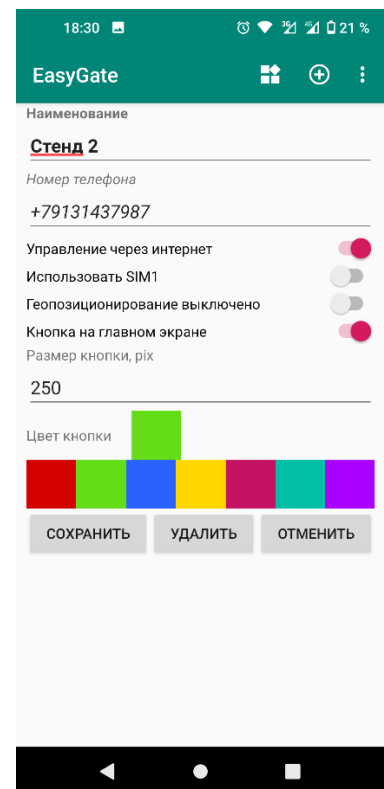 18:30 21 %
EasyGate
Наименование
Стенд 2
Номер телефона
+79131437987
Управление через интернет
Использовать SIM1
Геопозиционирование выключено
Кнопка на главном экране
Размер кнопки, pix
250
Цвет кнопки
СОХРАНИТЬ УДАЛИТЬ ОТМЕНИТЬ